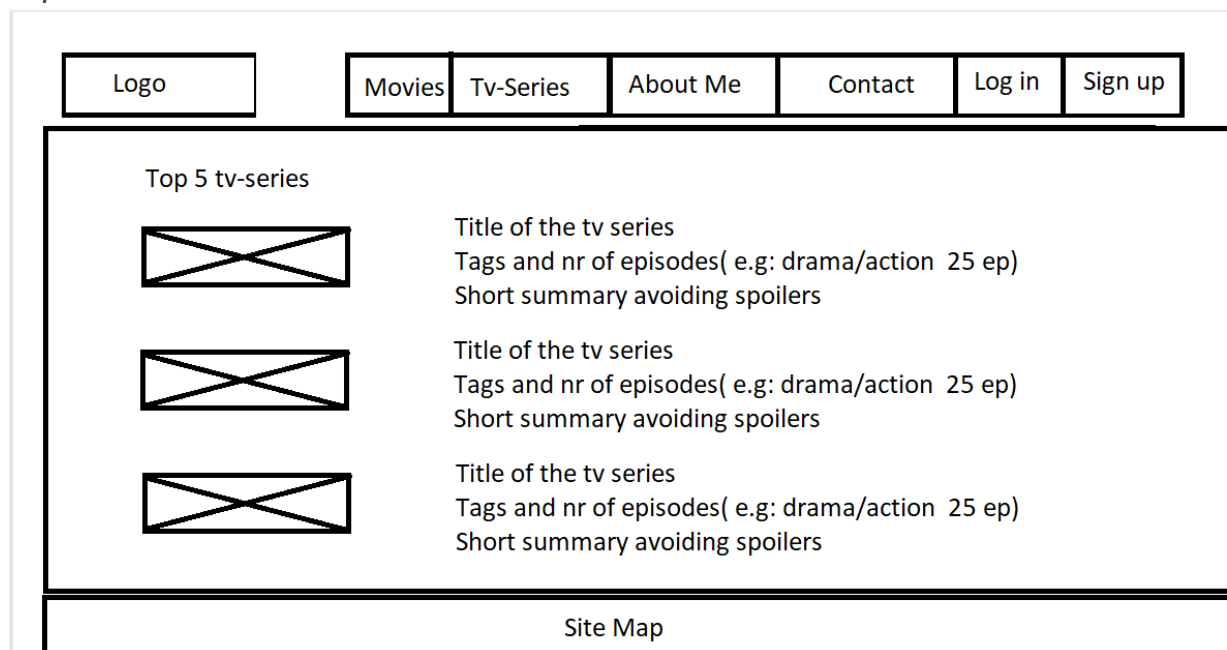 Logo
Movies Tv-Series About Me Contact Log in Sign up
Top 5 tv-series
Title of the tv series
Tags and nr of episodes( e.g: drama/action 25 ep)
Short summary avoiding spoilers
Title of the tv series
Tags and nr of episodes( e.g: drama/action 25 ep)
Short summary avoiding spoilers
Title of the tv series
Tags and nr of episodes( e.g: drama/action 25 ep)
Short summary avoiding spoilers
Site Map